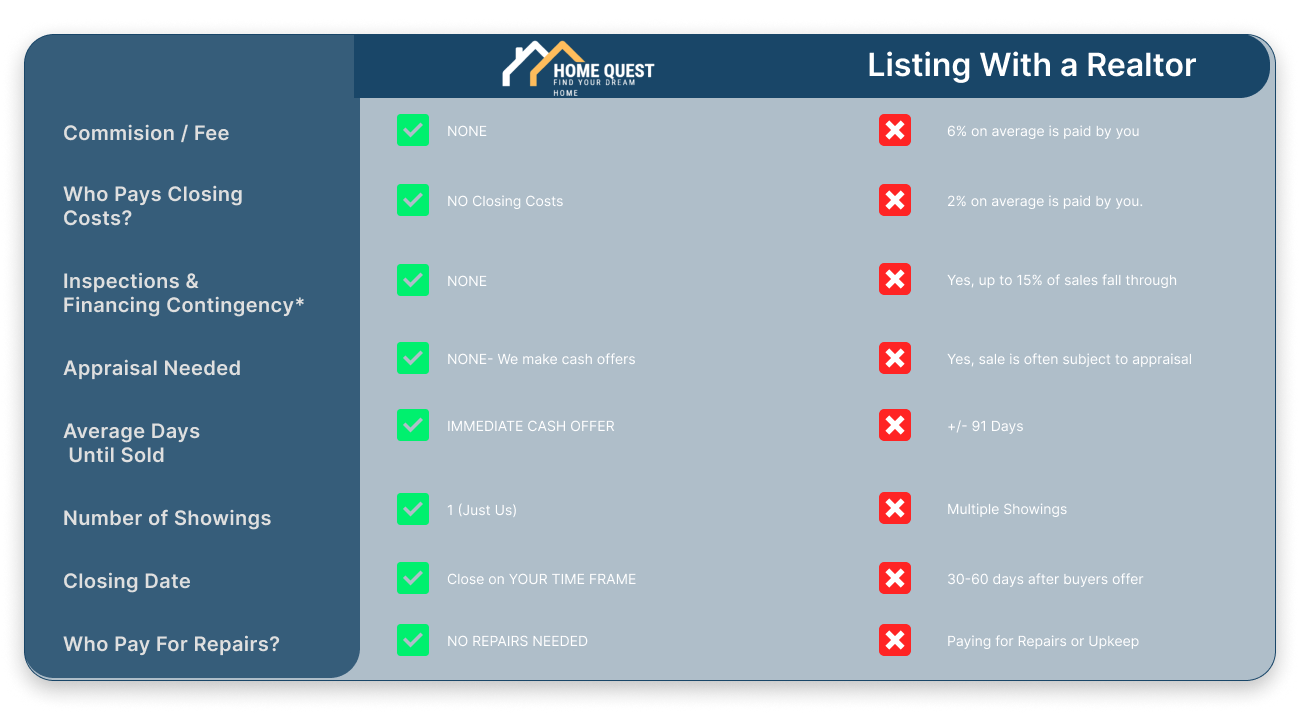 HOME QUEST
FIND YOUR DREAM
HOME
Listing With a Realtor
Commision / Fee
NONE
6% on average is paid by you
Who Pays Closing
Costs?
NO Closing Costs
2% on average is paid by you.
Inspections &
Financing Contingency*
NONE
Yes, up to 15% of sales fall through
Appraisal Needed
NONE- We make cash offers
Yes, sale is often subject to appraisal
Average Days
Until Sold
IMMEDIATE CASH OFFER
+/- 91 Days
Number of Showings
1 (Just Us)
Multiple Showings
Closing Date
Close on YOUR TIME FRAME
30-60 days after buyers offer
Who Pay For Repairs?
NO REPAIRS NEEDED
Paying for Repairs or Upkeep